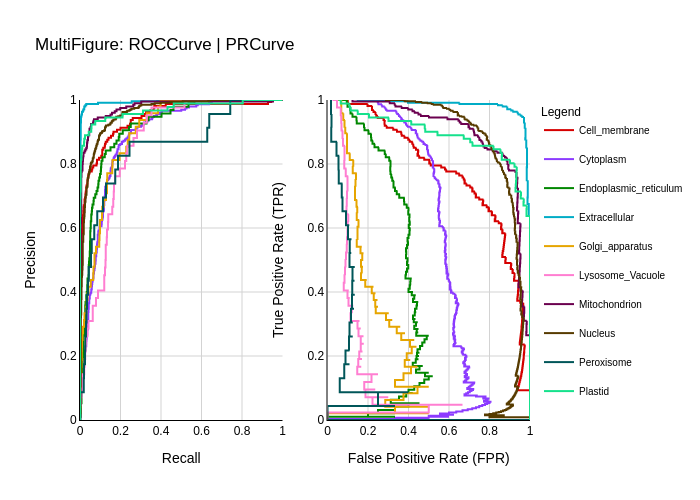 MultiFigure: ROCCurve | PRCurve
Precision
1
0.8
0.6
0.4
0.2
0
0
0.2
0.4
0.6
0.8
1
Recall
True Positive Rate (TPR)
1
0.8
0.6
0.4
0.2
0
0
0.2
0.4
0.6
0.8
1
False Positive Rate (FPR)
Legend
Cell_membrane
Cytoplasm
Endoplasmic_reticulum
Extracellular
Golgi_apparatus
Lysosome_Vacuole
Mitochondrion
Nucleus
Peroxisome
Plastid